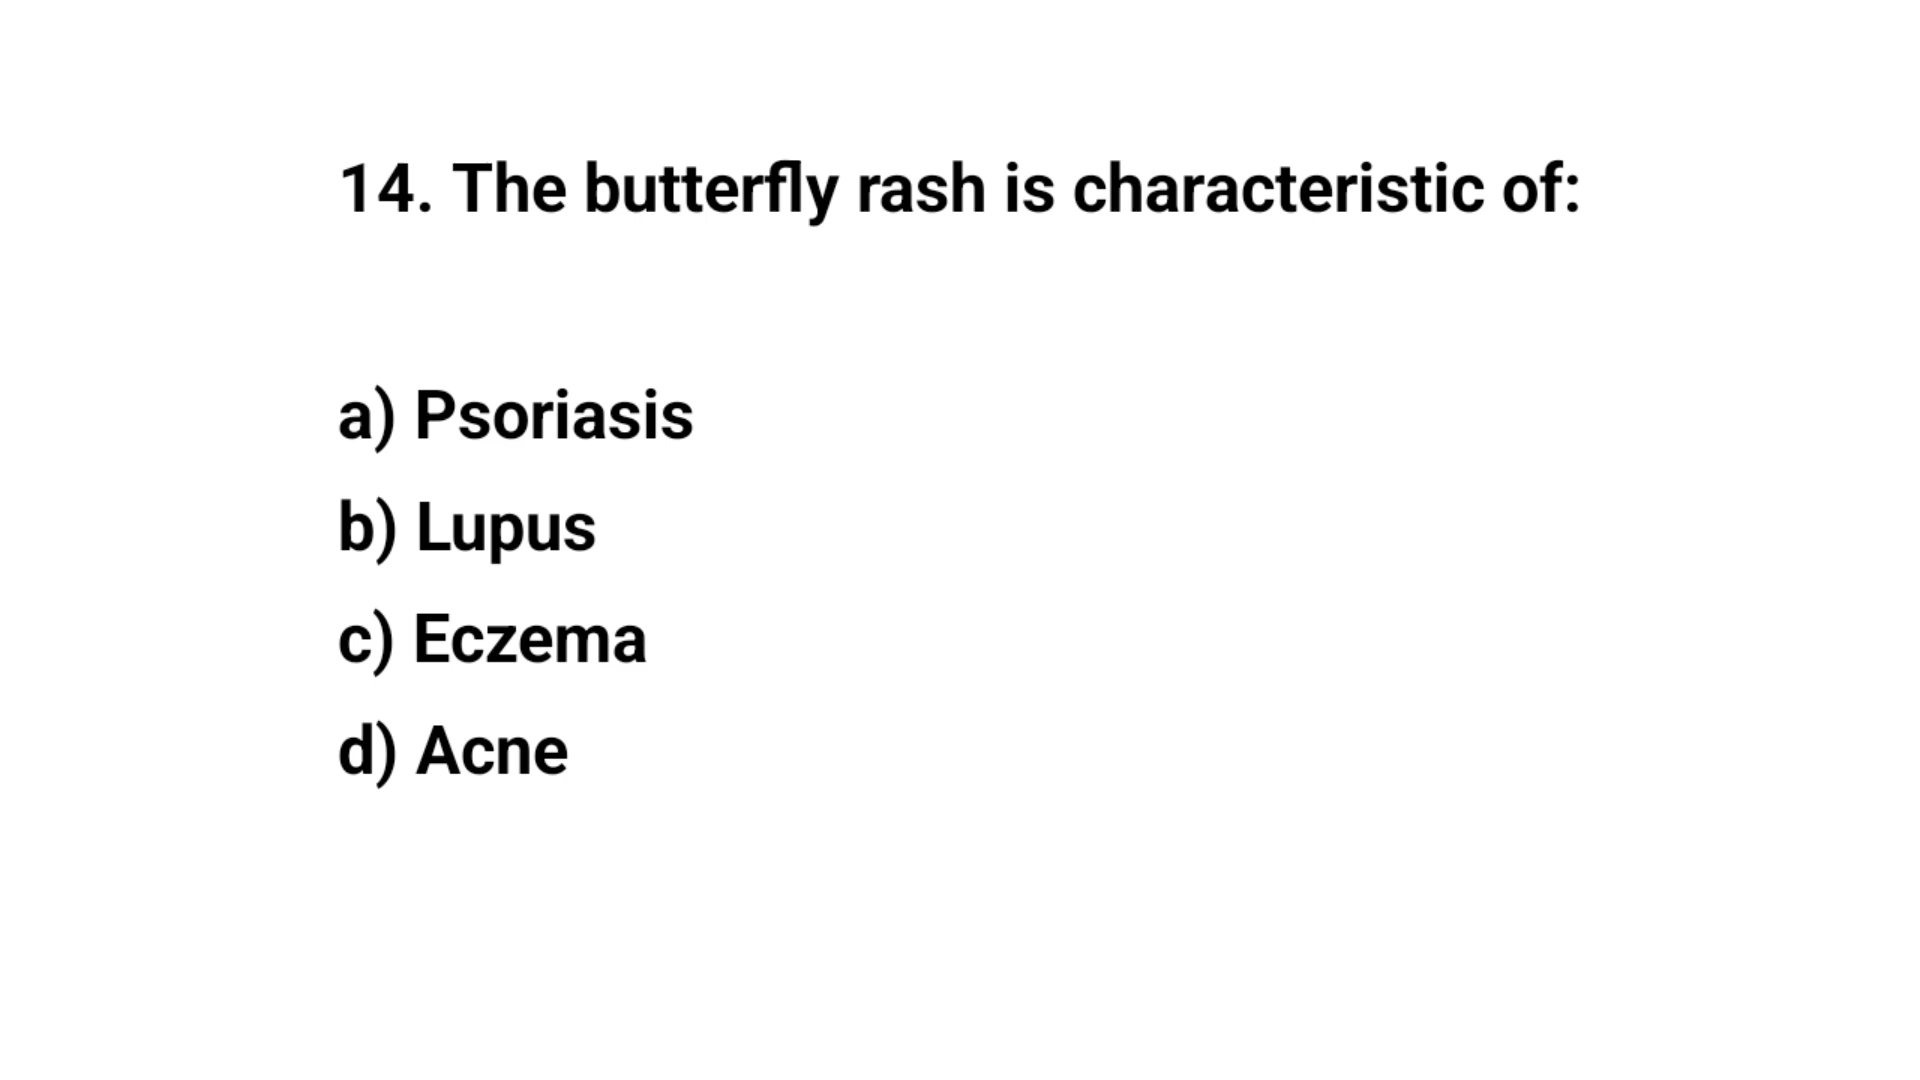 14. The butterfly rash is characteristic of:
a) Psoriasis
b) Lupus
c) Eczema
d) Acne